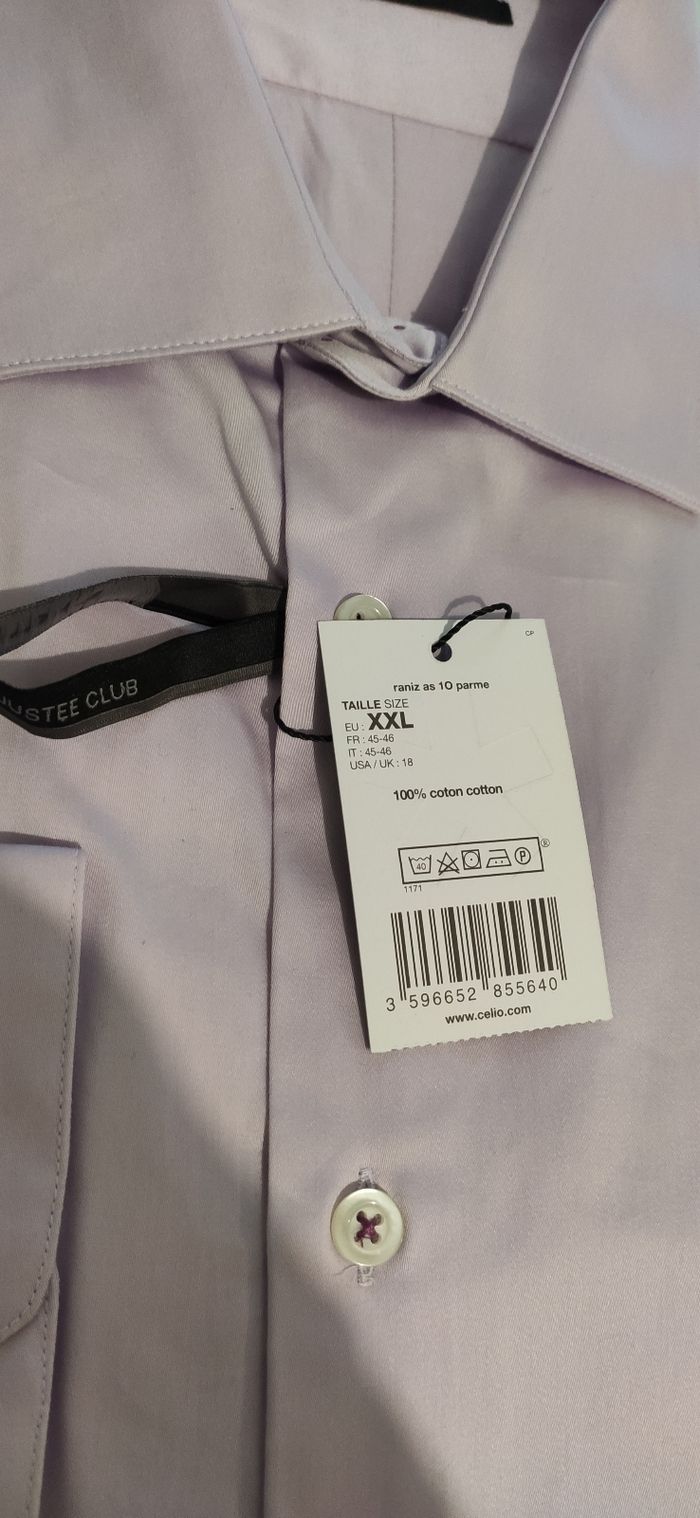 CP
raniz as 10 parme
TAILLE SIZE
EU : XXL
FR : 45-46
IT : 45-46
USA / UK : 18
100% coton cotton
40 P ®
1171
3 596652 855640
www.celio.com
JUSTEE CLUB